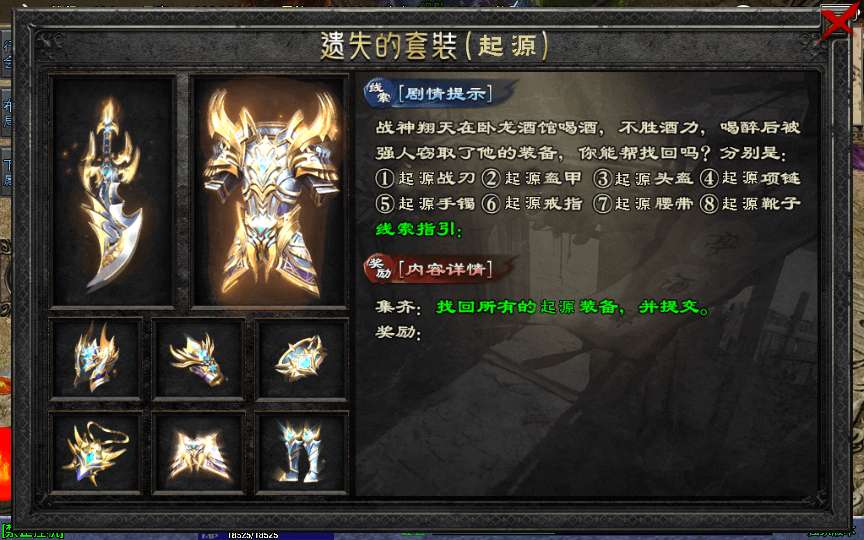 遗失的套装(起源)
线索
[剧情提示]
战神翔天在卧龙酒馆喝酒，不胜酒力，喝醉后被
强人窃取了他的装备，你能帮找回吗？分别是：
①起源战刃 ②起源盔甲 ③起源头盔 ④起源项链
⑤起源手镯 ⑥起源戒指 ⑦起源腰带 ⑧起源靴子
线索指引：
奖励
[内容详情]
集齐：找回所有的起源装备，并提交。
奖励：
MP 18525/18525